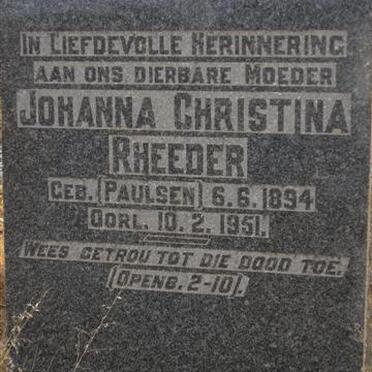 IN LIEFDEVOLLE HERINNERING
AAN ONS DIERBARE MOEDER
JOHANNA CHRISTINA
RHEEDER
GEB. (PAULSEN) 6.6.1894
OORL. 10.2.1951.
WEES GETROU TOT DIE DOOD TOE.
(OPENB. 2-10).